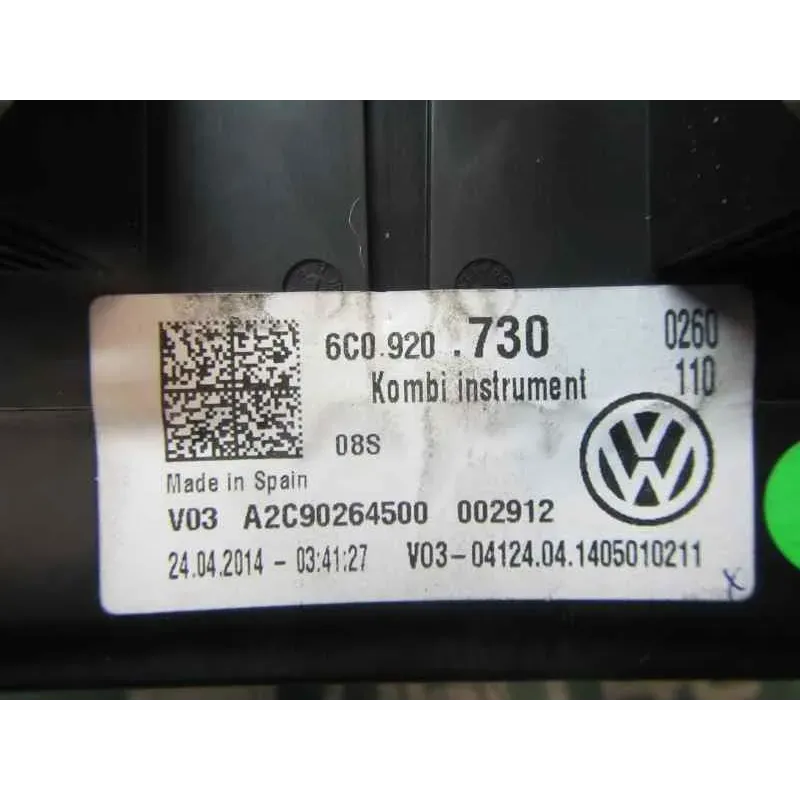 6C0.920 .730 0260
Kombi instrument 110
08S
Made in Spain
V03 A2C90264500 002912
24.04.2014 - 03:41:27 V03-04124.04.1405010211
x